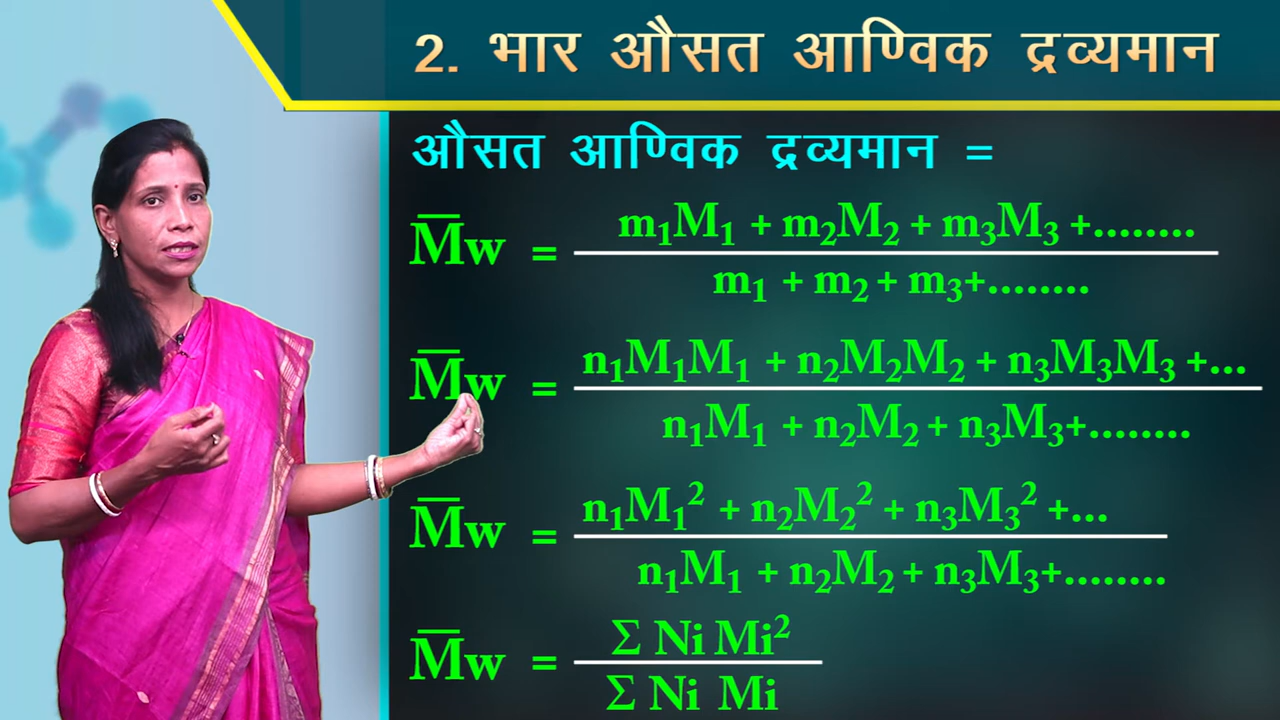 2. भार औसत आण्विक द्रव्यमान
औसत आण्विक द्रव्यमान =
M̅w = m₁M₁ + m₂M₂ + m₃M₃ +........
m₁ + m₂ + m₃+........
M̅w = n₁M₁M₁ + n₂M₂M₂ + n₃M₃M₃ +...
n₁M₁ + n₂M₂ + n₃M₃+........
M̅w = n₁M₁² + n₂M₂² + n₃M₃² +...
n₁M₁ + n₂M₂ + n₃M₃+........
M̅w = Σ Ni Mi²
Σ Ni Mi